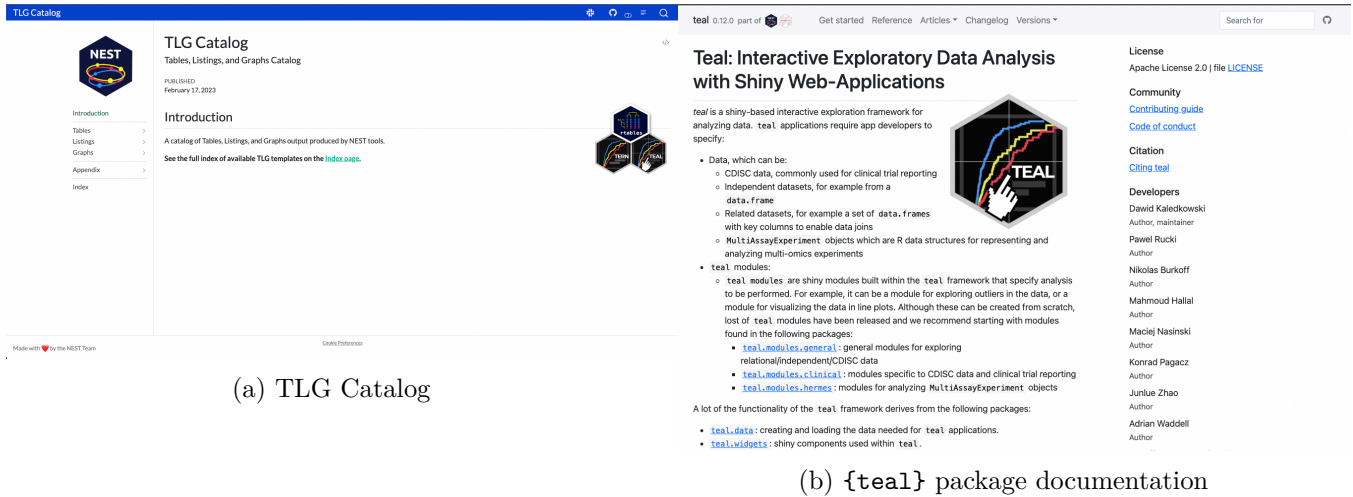 TLG Catalog
NEST
Introduction
Tables
Listings
Graphs
Appendix
Index
TLG Catalog
Tables, Listings, and Graphs Catalog
PUBLISHED
February 17, 2023
Introduction
A catalog of Tables, Listings, and Graphs output produced by NEST tools.
See the full index of available TLG templates on the Index page.
rtables
TERN
TEAL
Made with ❤ by the NEST Team
Cookie Preferences
(a) TLG Catalog
teal 0.12.0 part of
Get started Reference Articles Changelog Versions
Search for
Teal: Interactive Exploratory Data Analysis
with Shiny Web-Applications
teal is a shiny-based interactive exploration framework for
analyzing data. teal applications require app developers to
specify:
• Data, which can be:
◦ CDISC data, commonly used for clinical trial reporting
◦ Independent datasets, for example from a
data.frame
◦ Related datasets, for example a set of data.frames
with key columns to enable data joins
◦ MultiAssayExperiment objects which are R data structures for representing and
analyzing multi-omics experiments
• teal modules:
◦ teal modules are shiny modules built within the teal framework that specify analysis
to be performed. For example, it can be a module for exploring outliers in the data, or a
module for visualizing the data in line plots. Although these can be created from scratch,
lost of teal modules have been released and we recommend starting with modules
found in the following packages:
▪ teal.modules.general : general modules for exploring
relational/independent/CDISC data
▪ teal.modules.clinical : modules specific to CDISC data and clinical trial reporting
▪ teal.modules.hermes : modules for analyzing MultiAssayExperiment objects
A lot of the functionality of the teal framework derives from the following packages:
• teal.data : creating and loading the data needed for teal applications.
• teal.widgets : shiny components used within teal.
TEAL
License
Apache License 2.0 | file LICENSE
Community
Contributing guide
Code of conduct
Citation
Citing teal
Developers
Dawid Kaledkowski
Author, maintainer
Pawel Rucki
Author
Nikolas Burkoff
Author
Mahmoud Hallal
Author
Maciej Nasinski
Author
Konrad Pagacz
Author
Junlue Zhao
Author
Adrian Waddell
Author
(b) {teal} package documentation